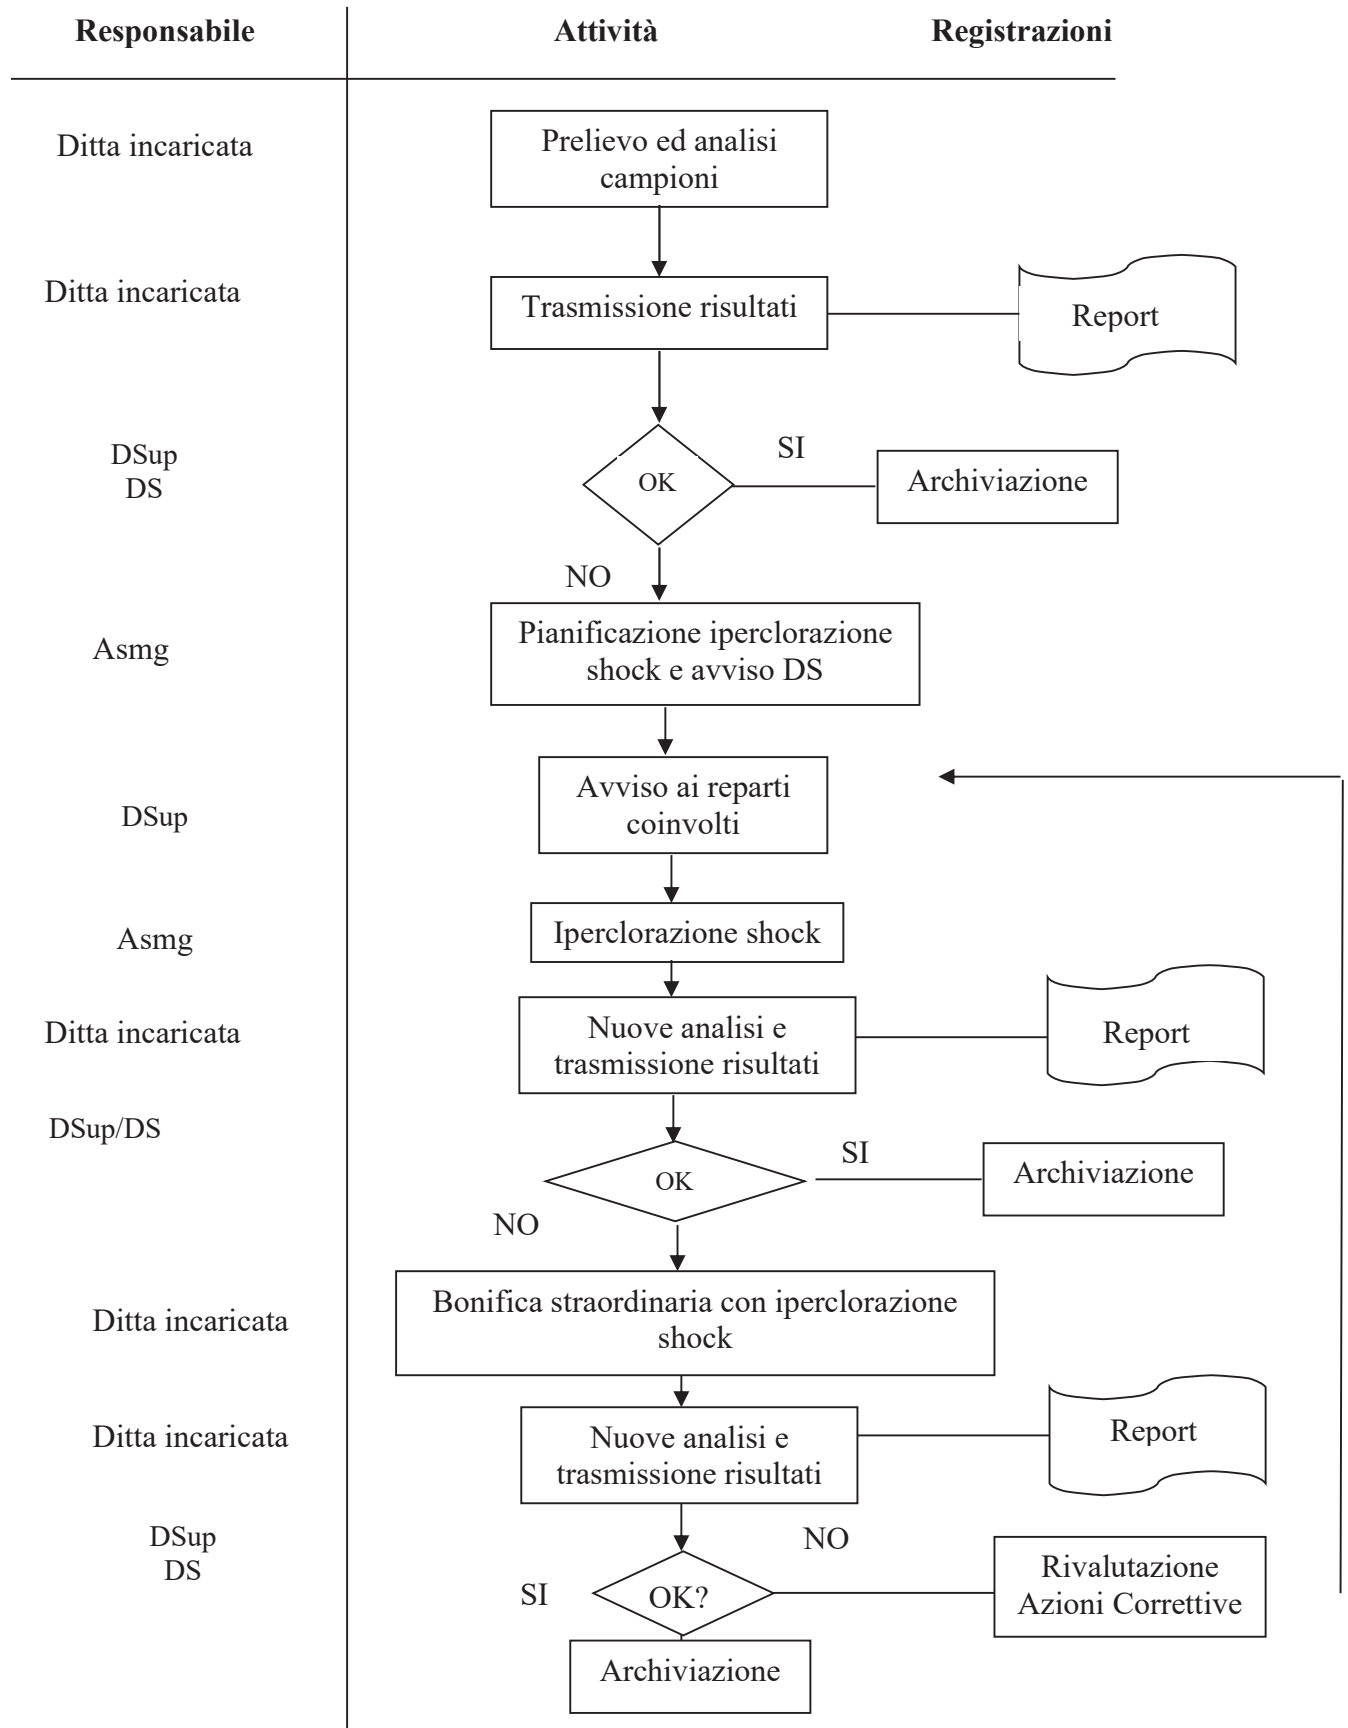 Responsabile
Attività
Registrazioni
Ditta incaricata
Prelievo ed analisi
campioni
Ditta incaricata
Trasmissione risultati
Report
DSup
DS
OK
SI
Archiviazione
NO
Asmg
Pianificazione iperclorazione
shock e avviso DS
DSup
Avviso ai reparti
coinvolti
Asmg
Iperclorazione shock
Ditta incaricata
Nuove analisi e
trasmissione risultati
Report
DSup/DS
OK
SI
Archiviazione
NO
Ditta incaricata
Bonifica straordinaria con iperclorazione
shock
Ditta incaricata
Nuove analisi e
trasmissione risultati
Report
DSup
DS
NO
SI
OK?
Rivalutazione
Azioni Correttive
Archiviazione